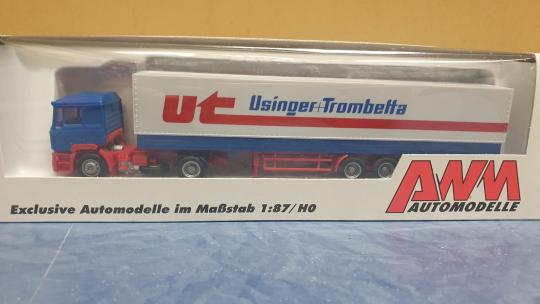 ut Usinger+Trombetta
AWM
AUTOMODELLE
Exclusive Automodelle im Maßstab 1:87/H0